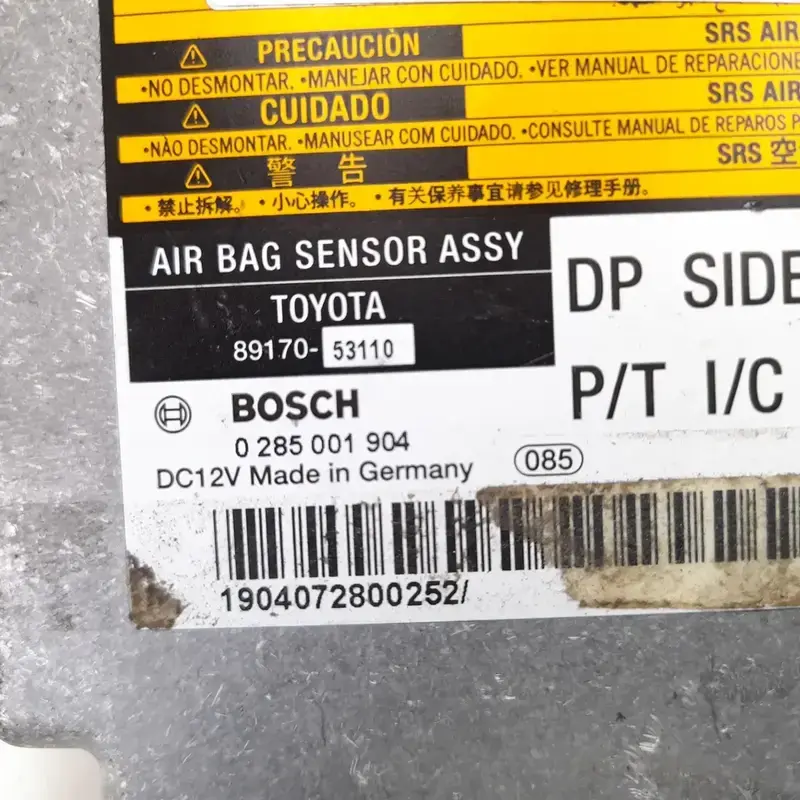 PRECAUCIÓN SRS AIR
•NO DESMONTAR. •MANEJAR CON CUIDADO. •VER MANUAL DE REPARACIONE
CUIDADO SRS AIR
•NÃO DESMONTAR. •MANUSEAR COM CUIDADO. •CONSULTE MANUAL DE REPAROS P
警 告 SRS 空
•禁止拆解。 •小心操作。 •有关保养事宜请参见修理手册.
AIR BAG SENSOR ASSY
TOYOTA
89170- 53110
DP SIDE
P/T I/C
BOSCH
0 285 001 904
DC12V Made in Germany
085
1904072800252/